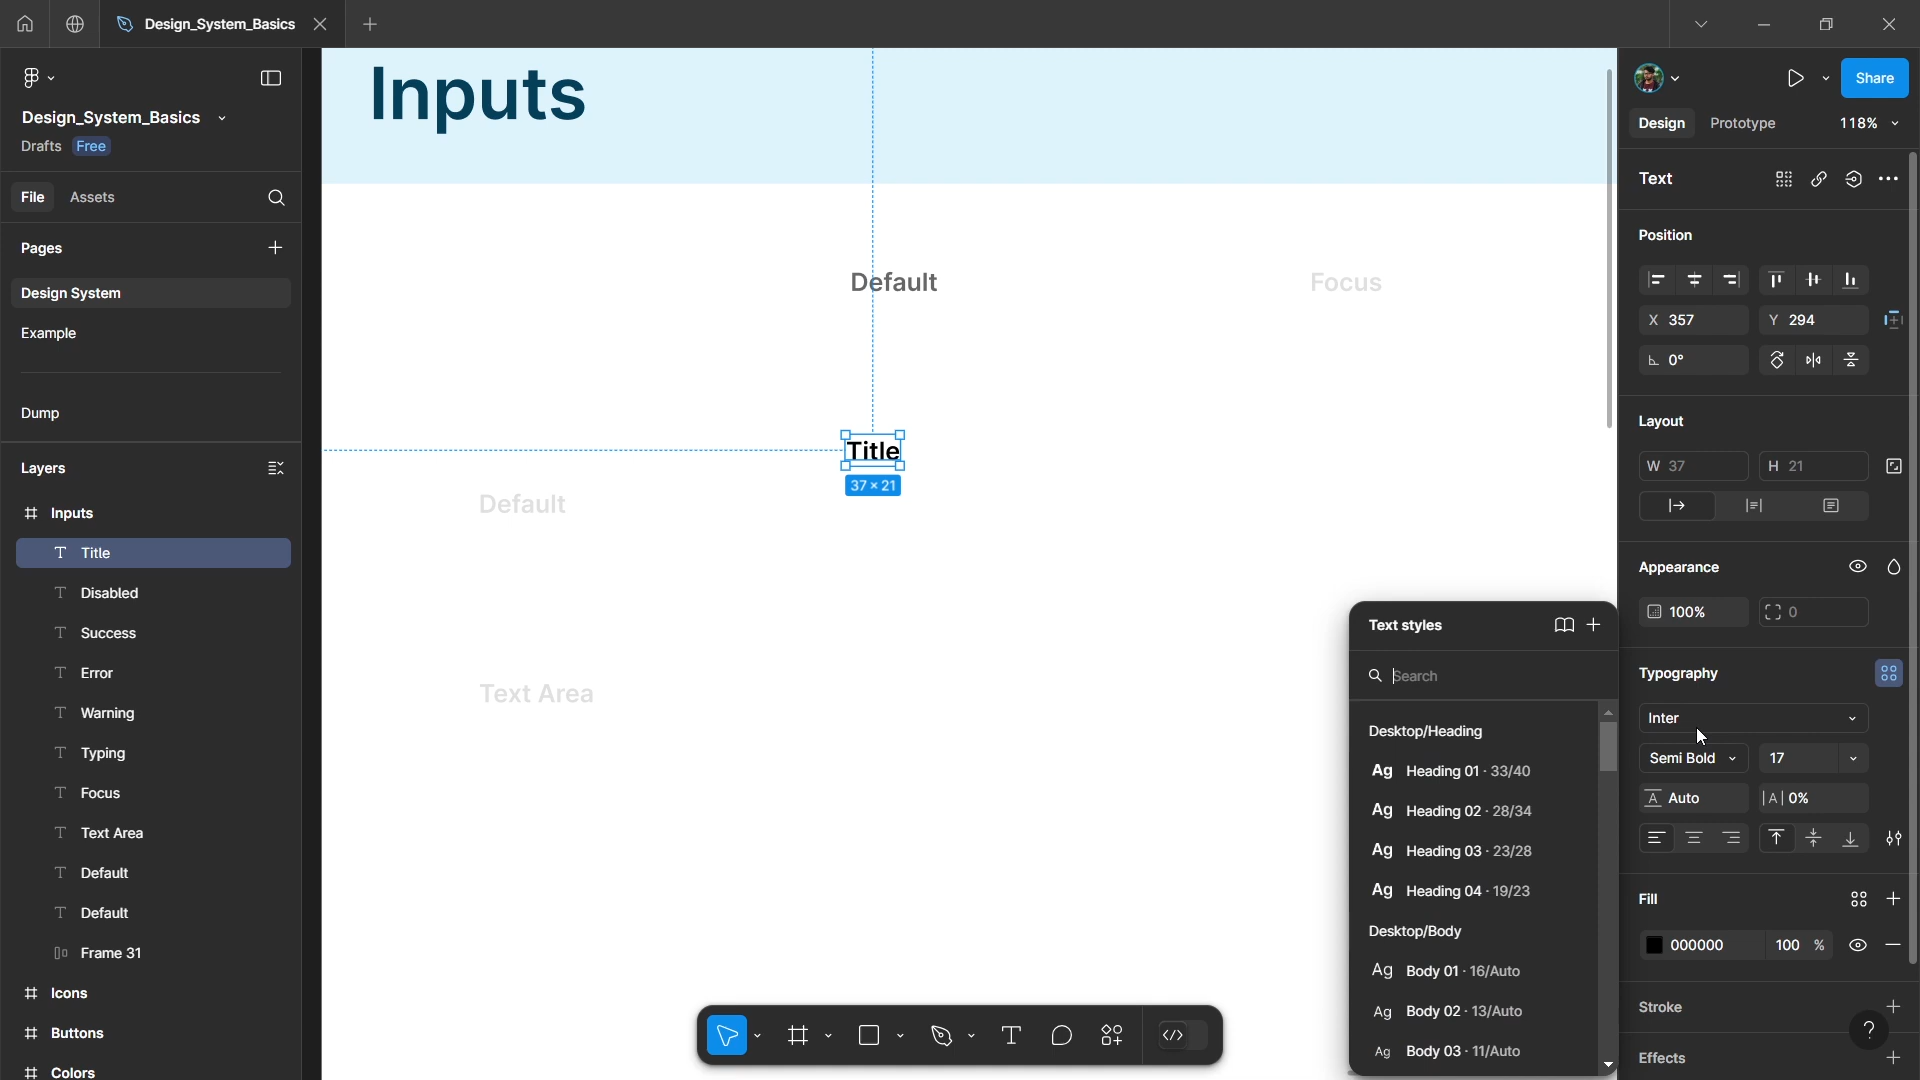 Design_System_Basics
Design_System_Basics
Drafts Free
File Assets
Pages
Design System
Example
Dump
Layers
Inputs
Title
Disabled
Success
Error
Warning
Typing
Focus
Text Area
Default
Default
Frame 31
Icons
Buttons
Colors
Inputs
Default
Focus
Title
37 × 21
Default
Text Area
Text styles
Search
Desktop/Heading
Ag Heading 01 · 33/40
Ag Heading 02 · 28/34
Ag Heading 03 · 23/28
Ag Heading 04 · 19/23
Desktop/Body
Ag Body 01 · 16/Auto
Ag Body 02 · 13/Auto
Ag Body 03 · 11/Auto
Share
Design Prototype 118%
Text
Position
X 357 Y 294
0°
Layout
W 37 H 21
Appearance
100% 0
Typography
Inter
Semi Bold 17
A Auto |A| 0%
Fill
000000 100 %
Stroke
?
Effects